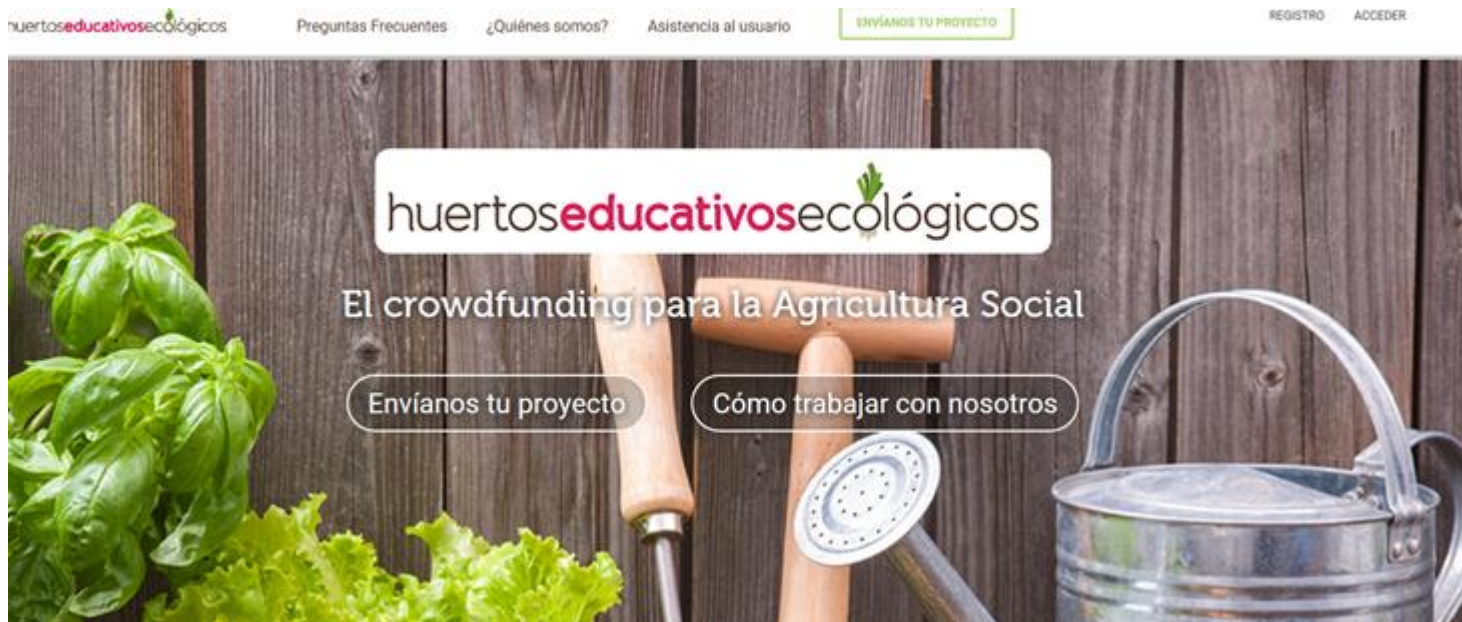 huertoseducativosecológicos
Preguntas Frecuentes
¿Quiénes somos?
Asistencia al usuario
ENVÍANOS TU PROYECTO
REGISTRO
ACCEDER
huertoseducativosecológicos
El crowdfunding para la Agricultura Social
Envíanos tu proyecto
Cómo trabajar con nosotros